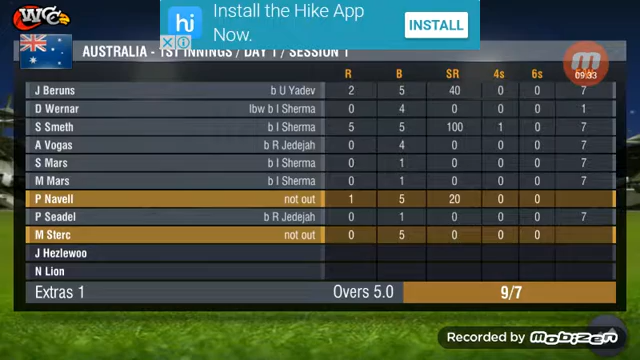 WCC
hi
Install the Hike App
Now.
INSTALL
AUSTRALIA - 1ST INNINGS / DAY 1 / SESSION 1
R B SR 4s 6s
09:33
J Beruns b U Yadev 2 5 40 0 0 7
D Wernar lbw b I Sherma 0 4 0 0 0 1
S Smeth b I Sherma 5 5 100 1 0 7
A Vogas b R Jedejah 0 4 0 0 0 7
S Mars b I Sherma 0 1 0 0 0 7
M Mars b I Sherma 0 1 0 0 0 7
P Navell not out 1 5 20 0 0
P Seadel b R Jedejah 0 1 0 0 0 7
M Sterc not out 0 5 0 0 0
J Hezlewoo
N Lion
Extras 1 Overs 5.0 9/7
Recorded by Mobizen